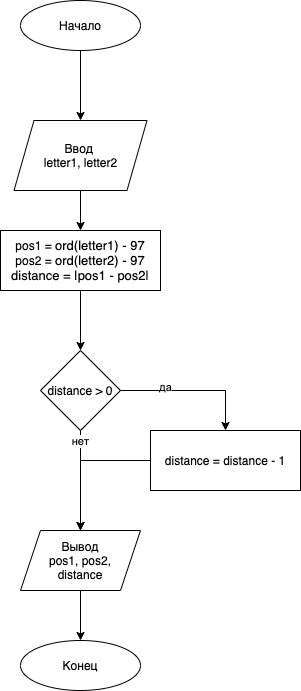 Начало
Ввод
letter1, letter2
pos1 = ord(letter1) - 97
pos2 = ord(letter2) - 97
distance = |pos1 - pos2|
distance > 0
да
нет
distance = distance - 1
Вывод
pos1, pos2,
distance
Конец